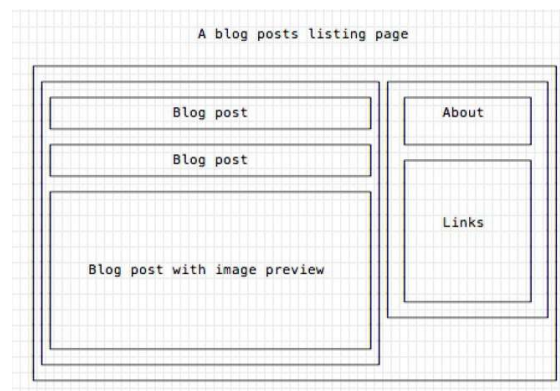 A blog posts listing page
Blog post
Blog post
Blog post with image preview
About
Links